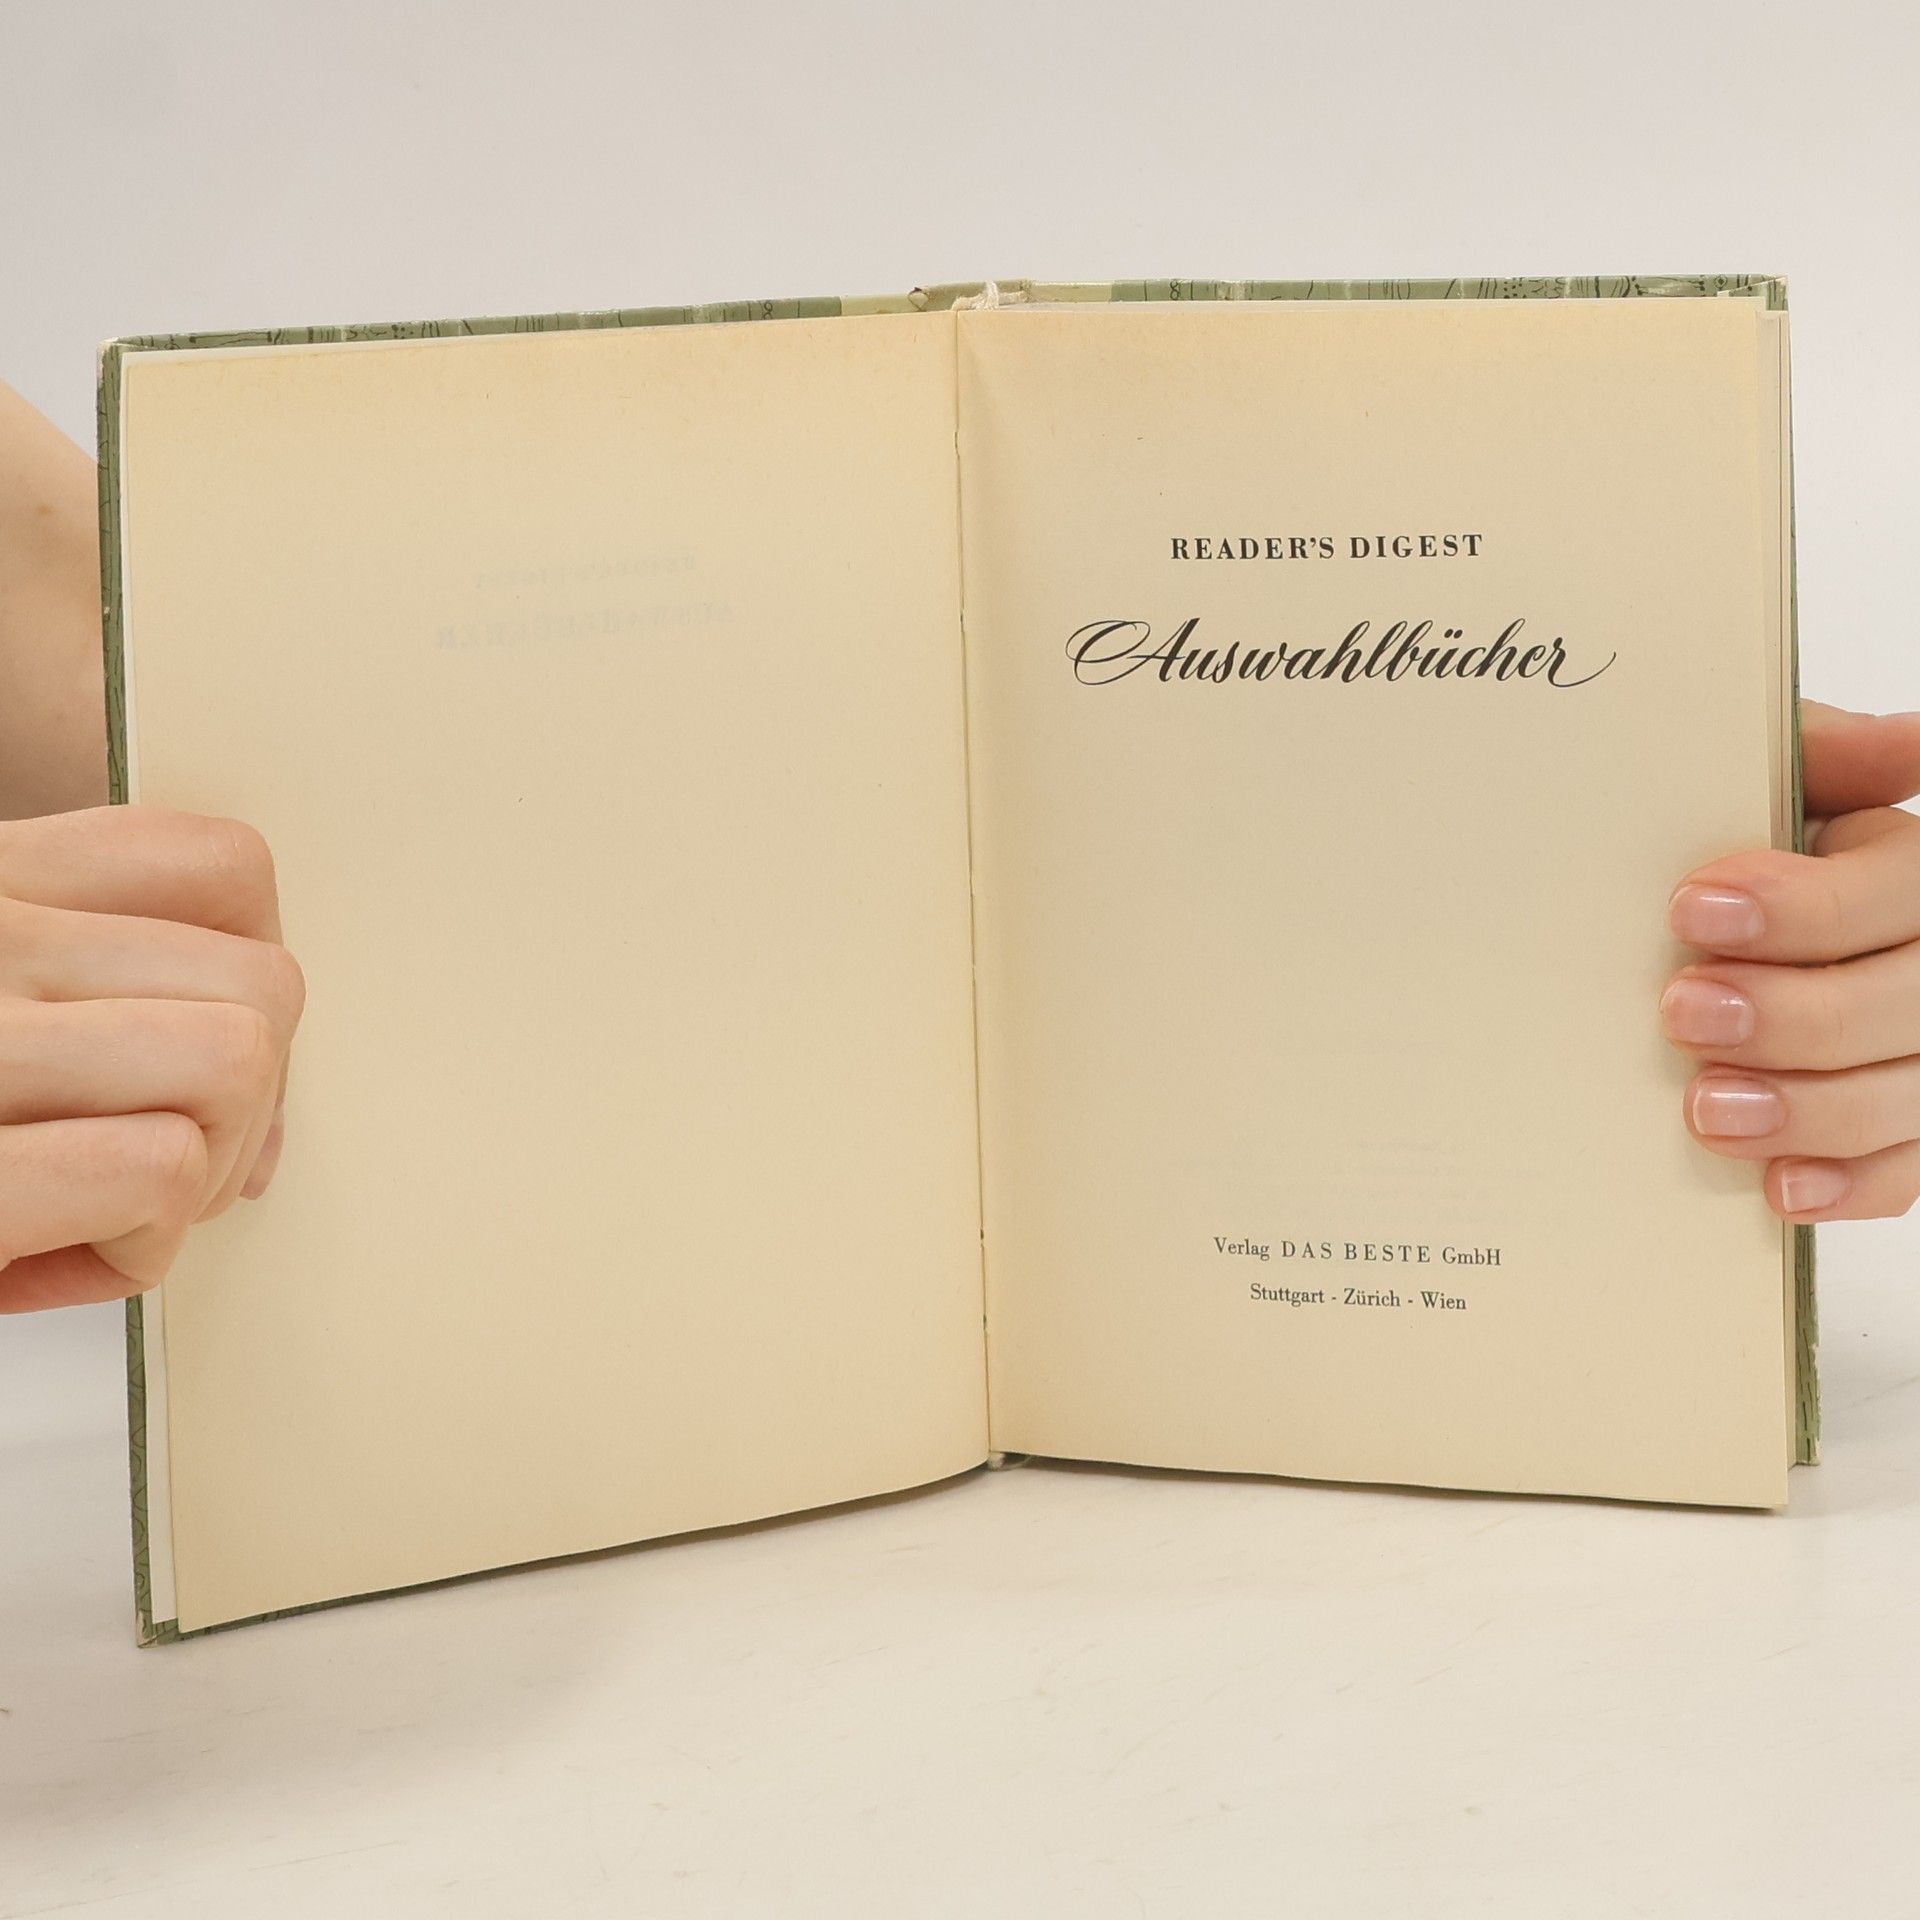 READER'S DIGEST
Auswahlbücher
Verlag DAS BESTE GmbH
Stuttgart - Zürich - Wien